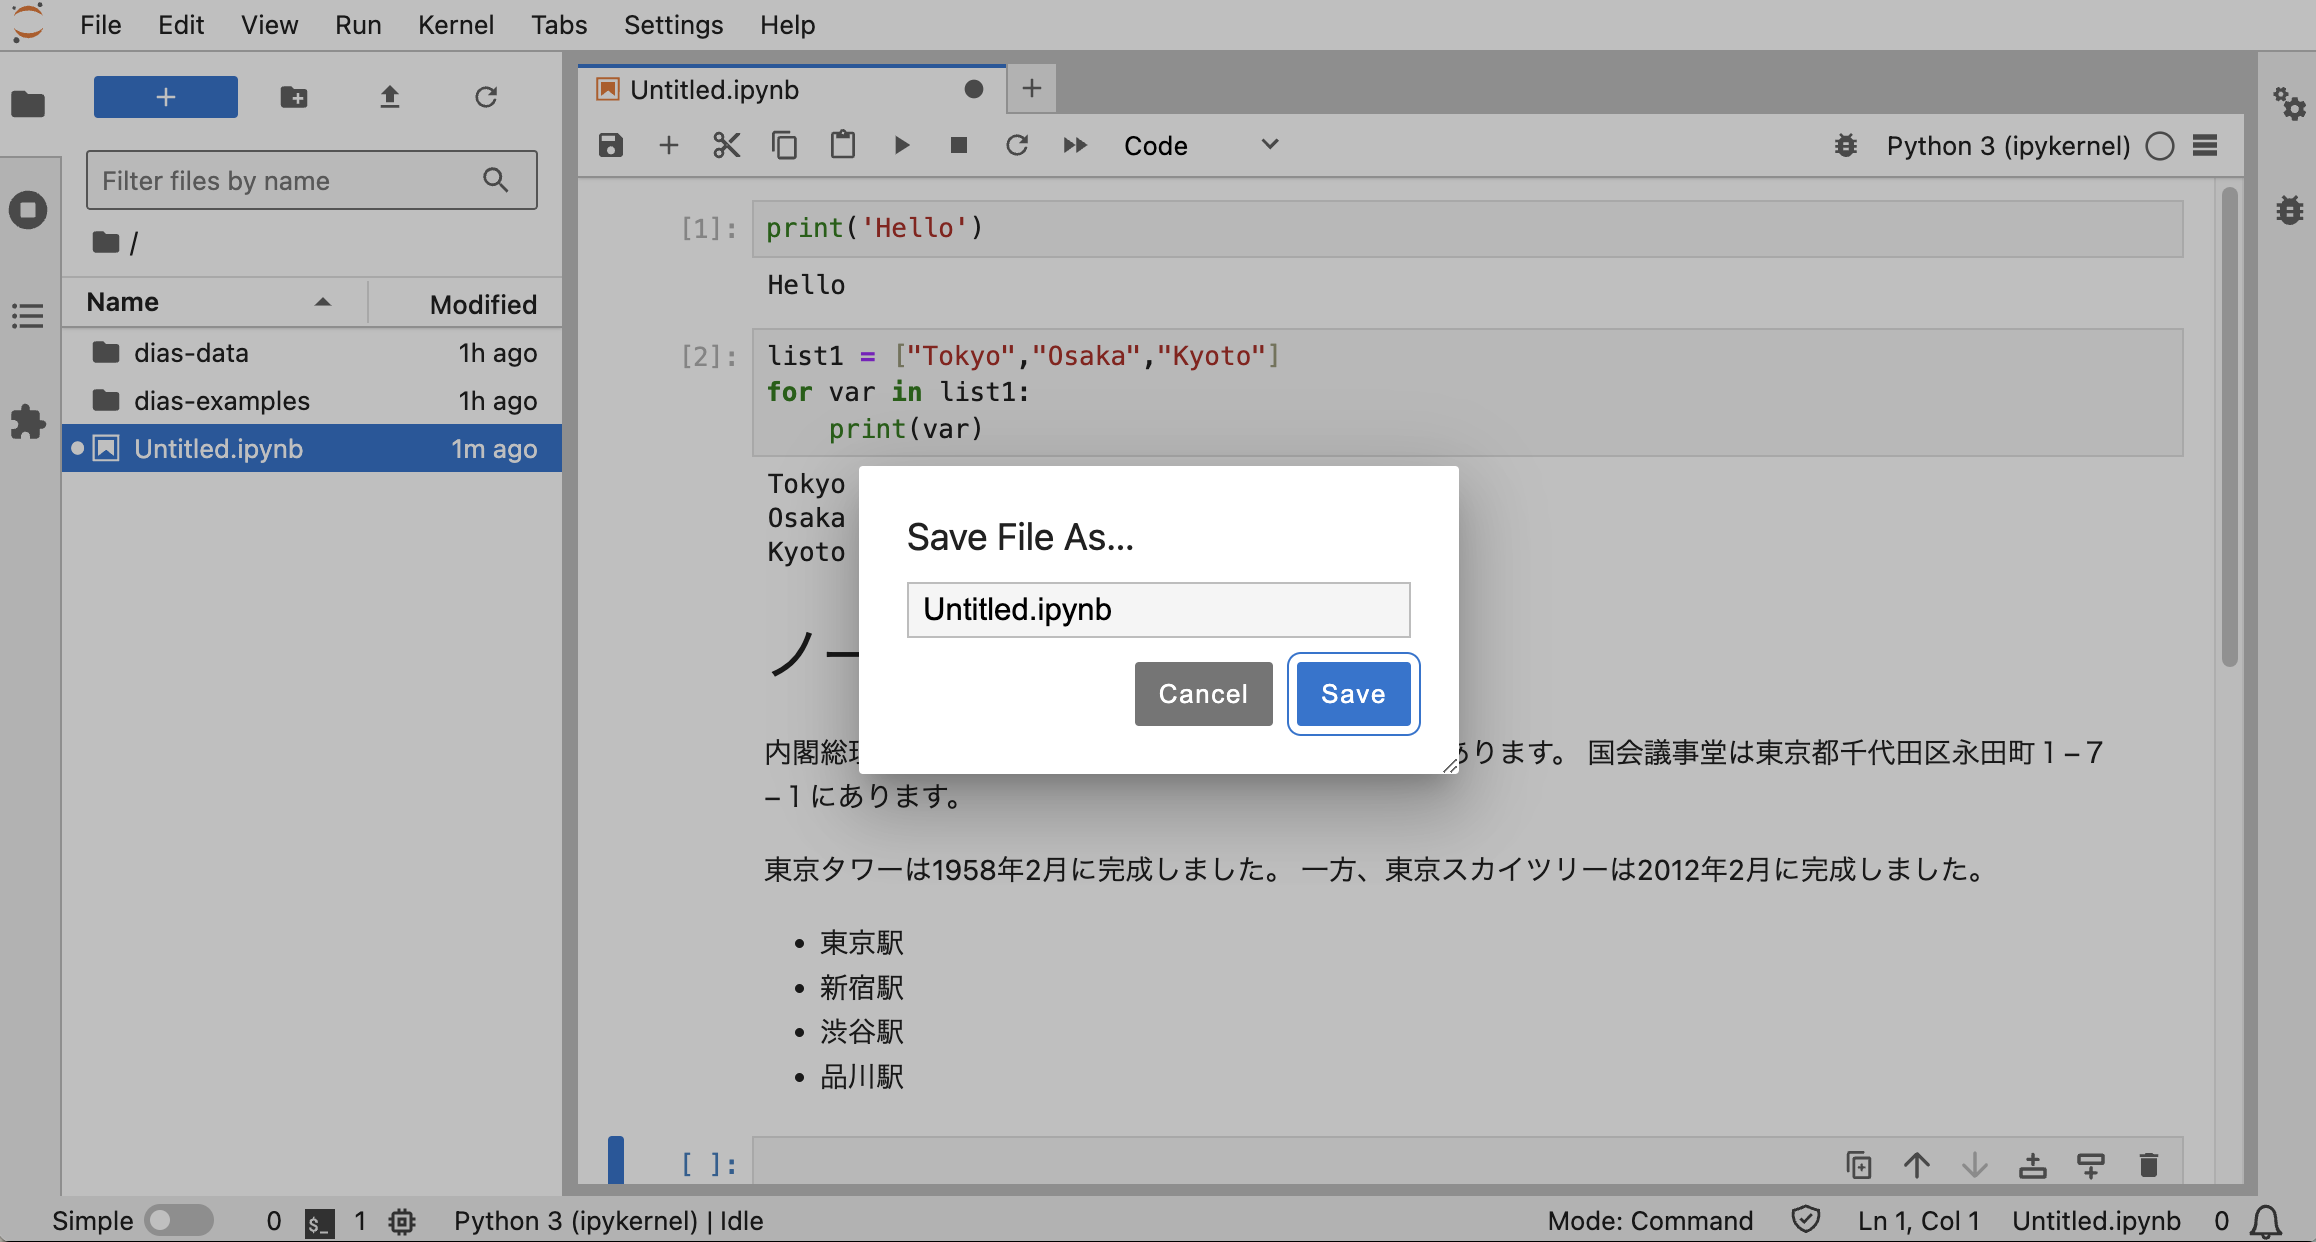 File Edit View Run Kernel Tabs Settings Help
Filter files by name
/
Name Modified
dias-data 1h ago
dias-examples 1h ago
Untitled.ipynb 1m ago
Untitled.ipynb
Code
Python 3 (ipykernel)
[1]: print('Hello')
Hello
[2]: list1 = ["Tokyo","Osaka","Kyoto"]
for var in list1:
print(var)
Tokyo
Osaka
Kyoto
Save File As...
Untitled.ipynb
Cancel Save
ノー
内閣総 あります。 国会議事堂は東京都千代田区永田町１−７
−１にあります。
東京タワーは1958年2月に完成しました。 一方、東京スカイツリーは2012年2月に完成しました。
• 東京駅
• 新宿駅
• 渋谷駅
• 品川駅
[ ]:
Simple 0 $_ 1 Python 3 (ipykernel) | Idle Mode: Command Ln 1, Col 1 Untitled.ipynb 0